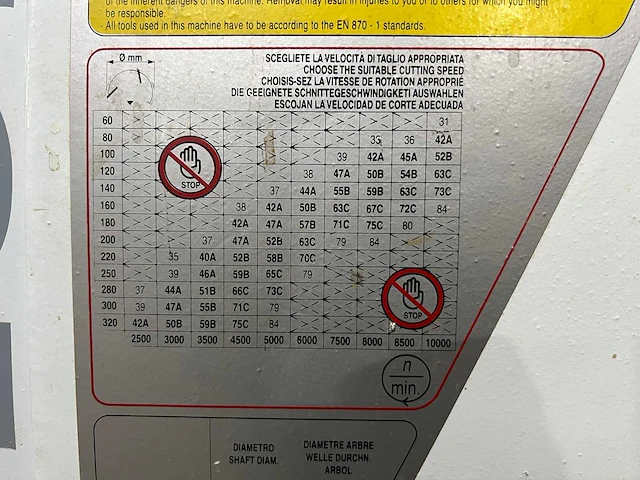 of the inherent dangers of this machine. Removal may result in injuries to you or to others for which you might
be responsible.
- All tools used in this machine have to be according to the EN 870 - 1 standards.
Ø mm
SCEGLIETE LA VELOCITÀ DI TAGLIO APPROPRIATA
CHOOSE THE SUITABLE CUTTING SPEED
CHOISIS-SEZ LA VITESSE DE ROTATION APPROPRIÉ
DIE GEEIGNETE SCHNITTEGESCHWINDIGKETI AUSWAHLEN
ESCOJAN LA VELOCIDAD DE CORTE ADECUADA
60 31
80 35 36 42A
100 39 42A 45A 52B
120 38 47A 50B 54B 63C
140 37 44A 55B 59B 63C 73C
160 38 42A 50B 63C 67C 72C 84
180 42A 47A 57B 71C 75C 80
200 37 47A 52B 63C 79 84
220 35 40A 52B 58B 70C
250 39 46A 59B 65C 79
280 37 44A 51B 66C 73C
300 39 47A 55B 71C 79
320 42A 50B 59B 75C 84
2500 3000 3500 4500 5000 6000 7500 8000 8500 10000
STOP
STOP
n
min.
DIAMETRO
SHAFT DIAM.
DIAMETRE ARBRE
WELLE DURCHN.
ARBOL